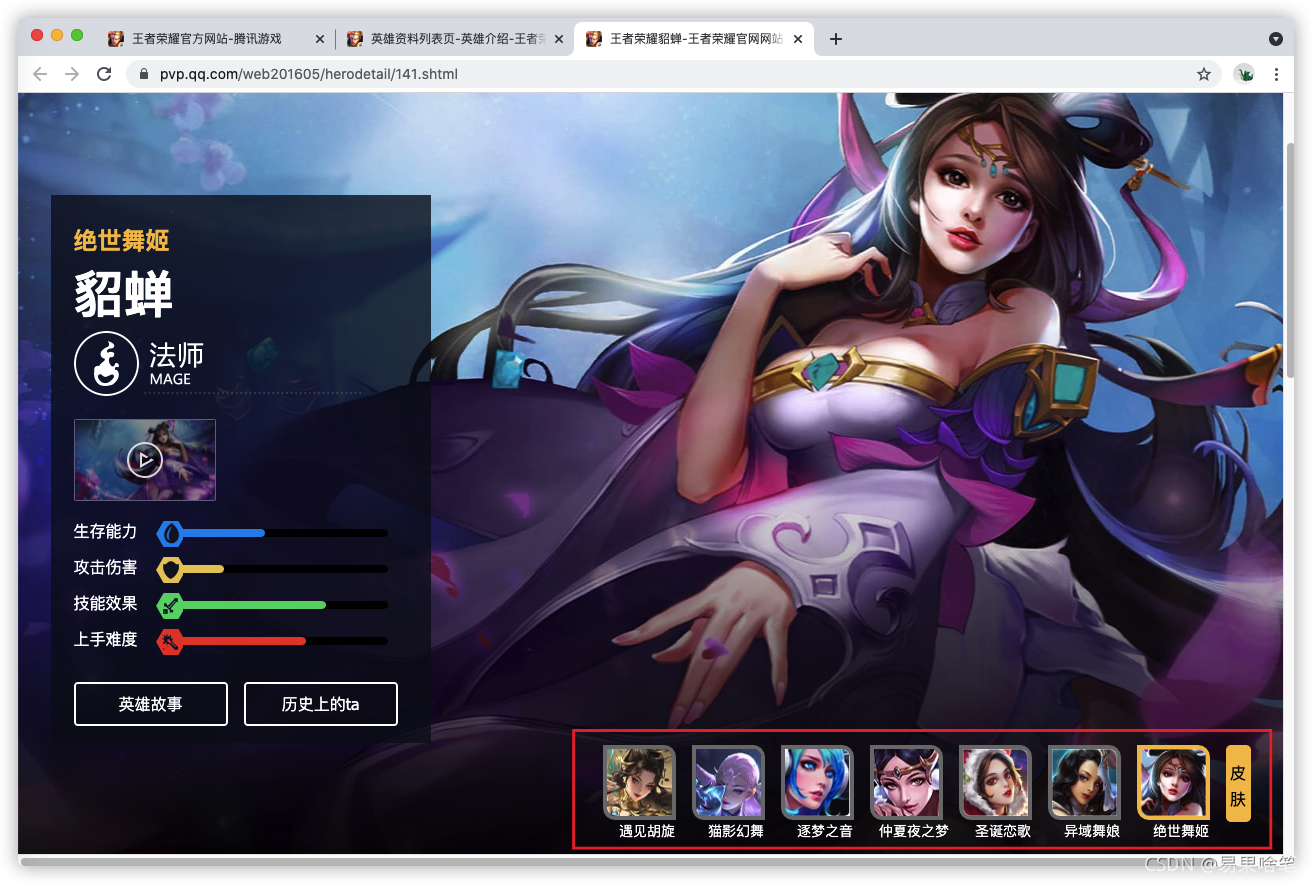 王者荣耀官方网站-腾讯游戏
英雄资料列表页-英雄介绍-王者荣
王者荣耀貂蝉-王者荣耀官网网站
pvp.qq.com/web201605/herodetail/141.shtml
绝世舞姬
貂蝉
法师
MAGE
生存能力
攻击伤害
技能效果
上手难度
英雄故事
历史上的ta
遇见胡旋
猫影幻舞
逐梦之音
仲夏夜之梦
圣诞恋歌
异域舞娘
绝世舞姬
皮
肤
CSDN @易果啥笔